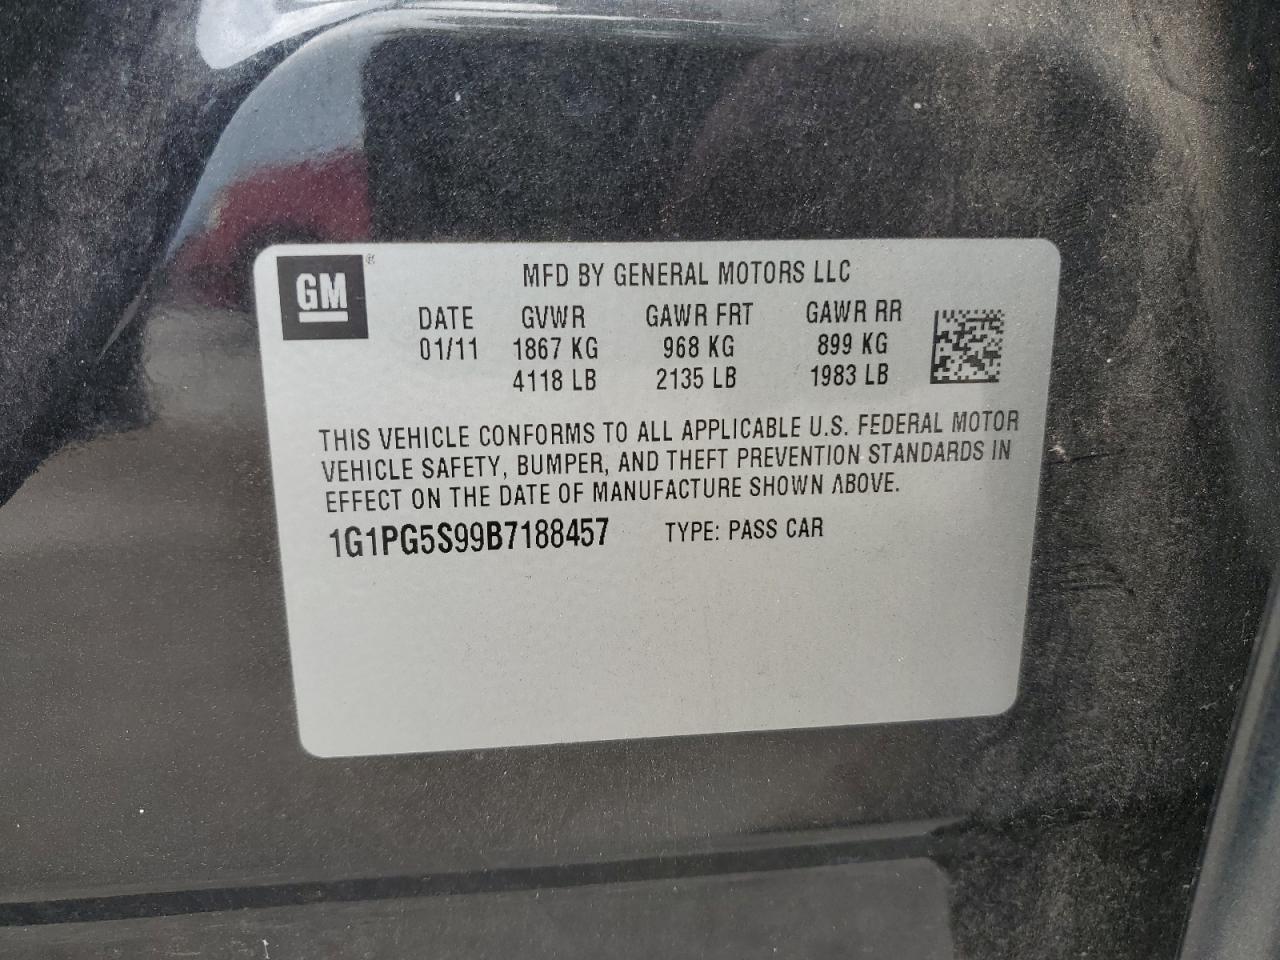 GM ®
MFD BY GENERAL MOTORS LLC
DATE GVWR GAWR FRT GAWR RR
01/11 1867 KG 968 KG 899 KG
4118 LB 2135 LB 1983 LB
THIS VEHICLE CONFORMS TO ALL APPLICABLE U.S. FEDERAL MOTOR
VEHICLE SAFETY, BUMPER, AND THEFT PREVENTION STANDARDS IN
EFFECT ON THE DATE OF MANUFACTURE SHOWN ABOVE.
1G1PG5S99B7188457 TYPE: PASS CAR